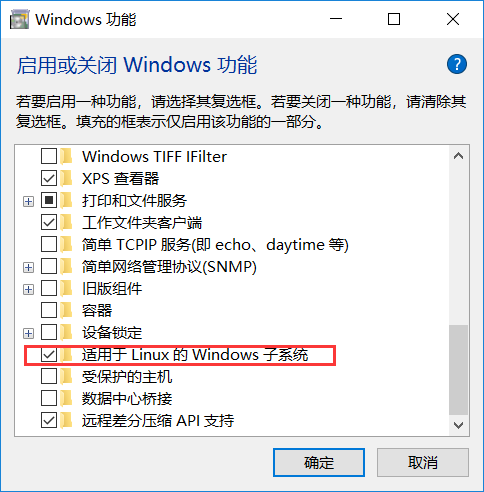 Windows 功能
启用或关闭 Windows 功能
?
若要启用一种功能，请选择其复选框。若要关闭一种功能，请清除其
复选框。填充的框表示仅启用该功能的一部分。
Windows TIFF IFilter
XPS 查看器
打印和文件服务
工作文件夹客户端
简单 TCPIP 服务(即 echo、daytime 等)
简单网络管理协议(SNMP)
旧版组件
容器
设备锁定
适用于 Linux 的 Windows 子系统
受保护的主机
数据中心桥接
远程差分压缩 API 支持
确定 取消